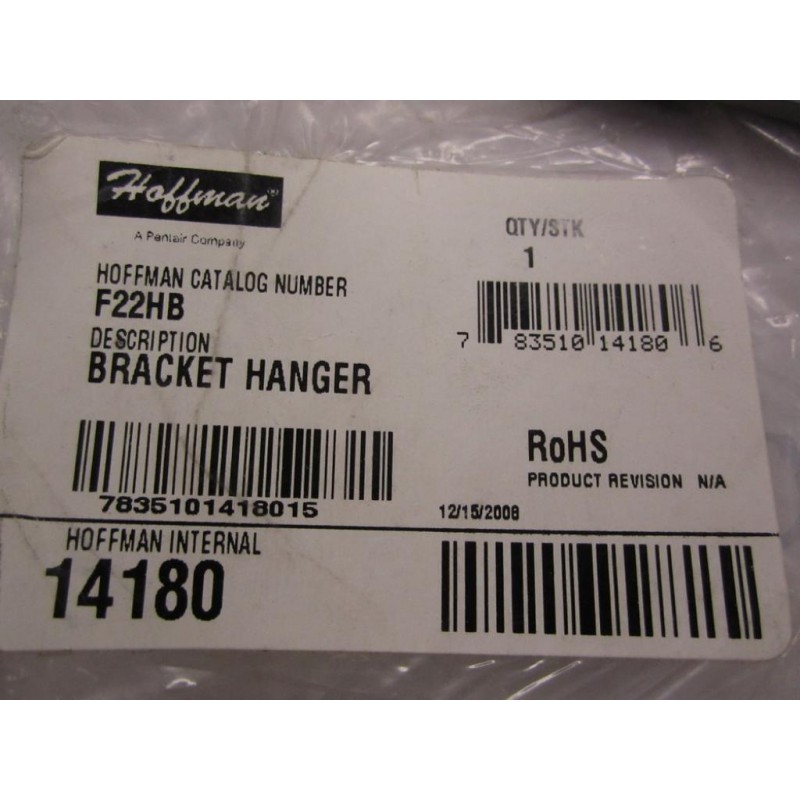 Hoffman®
A Pentair Company
HOFFMAN CATALOG NUMBER
F22HB
DESCRIPTION
BRACKET HANGER
7835101418015
QTY/STK
1
7 83510 14180 6
RoHS
PRODUCT REVISION N/A
12/15/2008
HOFFMAN INTERNAL
14180